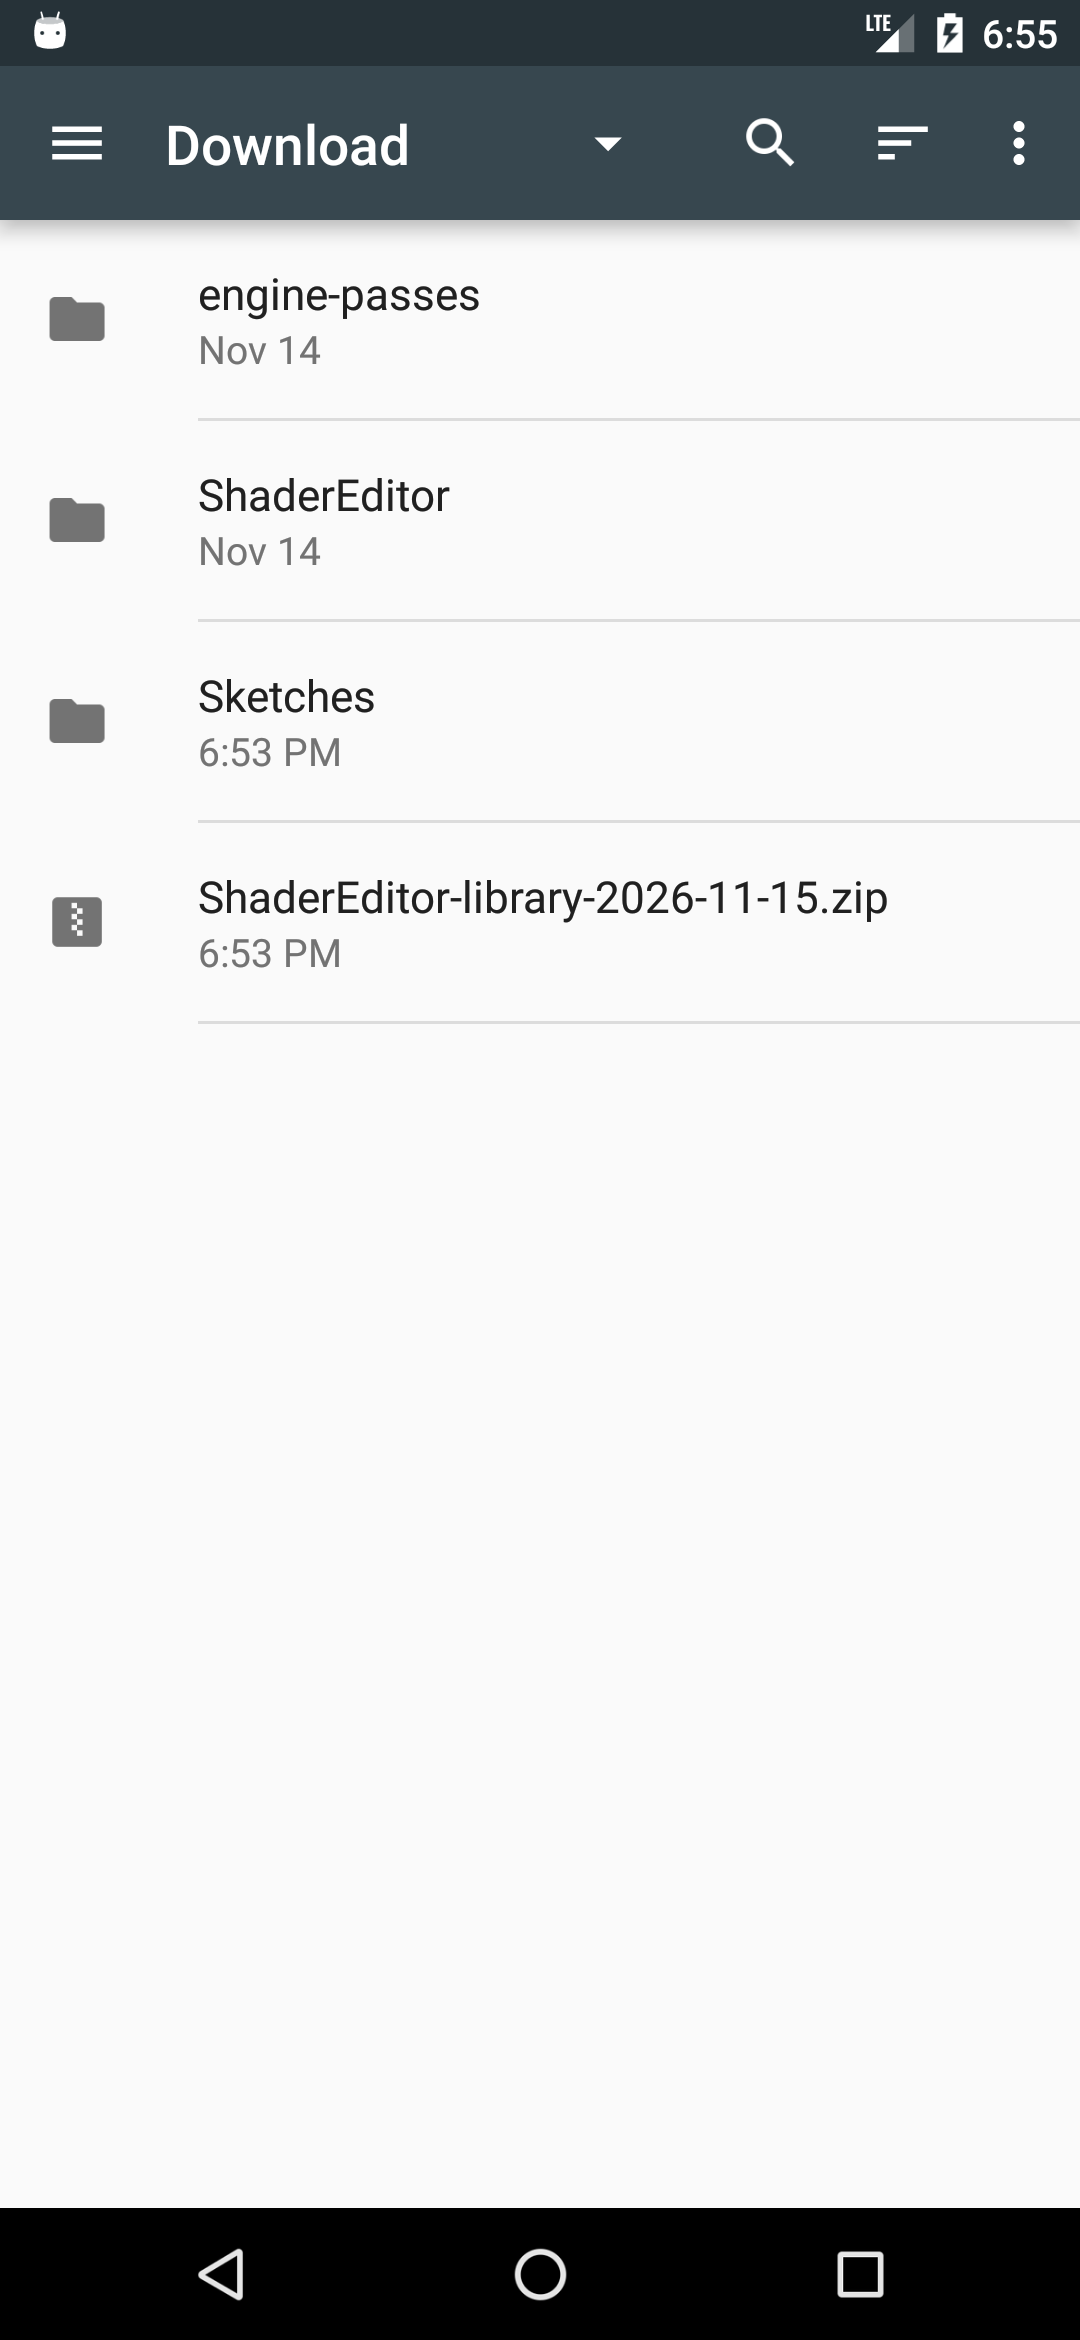 LTE 6:55
Download
engine-passes
Nov 14
ShaderEditor
Nov 14
Sketches
6:53 PM
ShaderEditor-library-2026-11-15.zip
6:53 PM